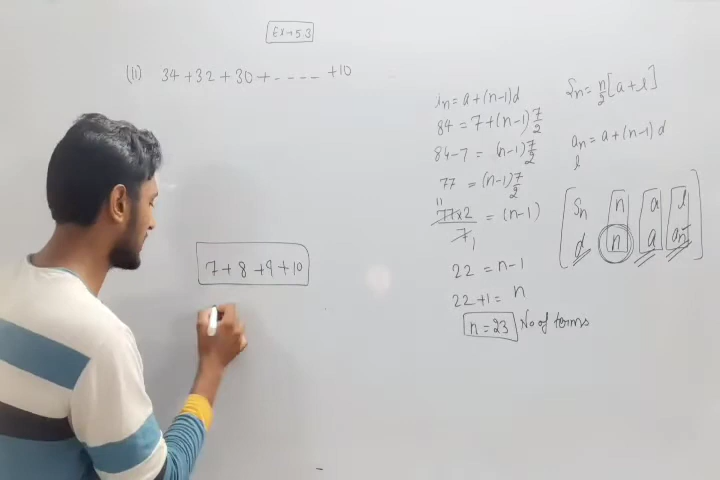 Ex→5.3
(ii) 34+32+30+----+10
7+8+9+10
an=a+(n-1)d
84=7+(n-1)7/2
84-7=(n-1)7/2
77=(n-1)7/2
11
77×2/7 1=(n-1)
22=n-1
22+1=n
n=23 No of terms
Sn=n/2[a+l]
an=a+(n-1)d
l
Sn n a l
d n a an